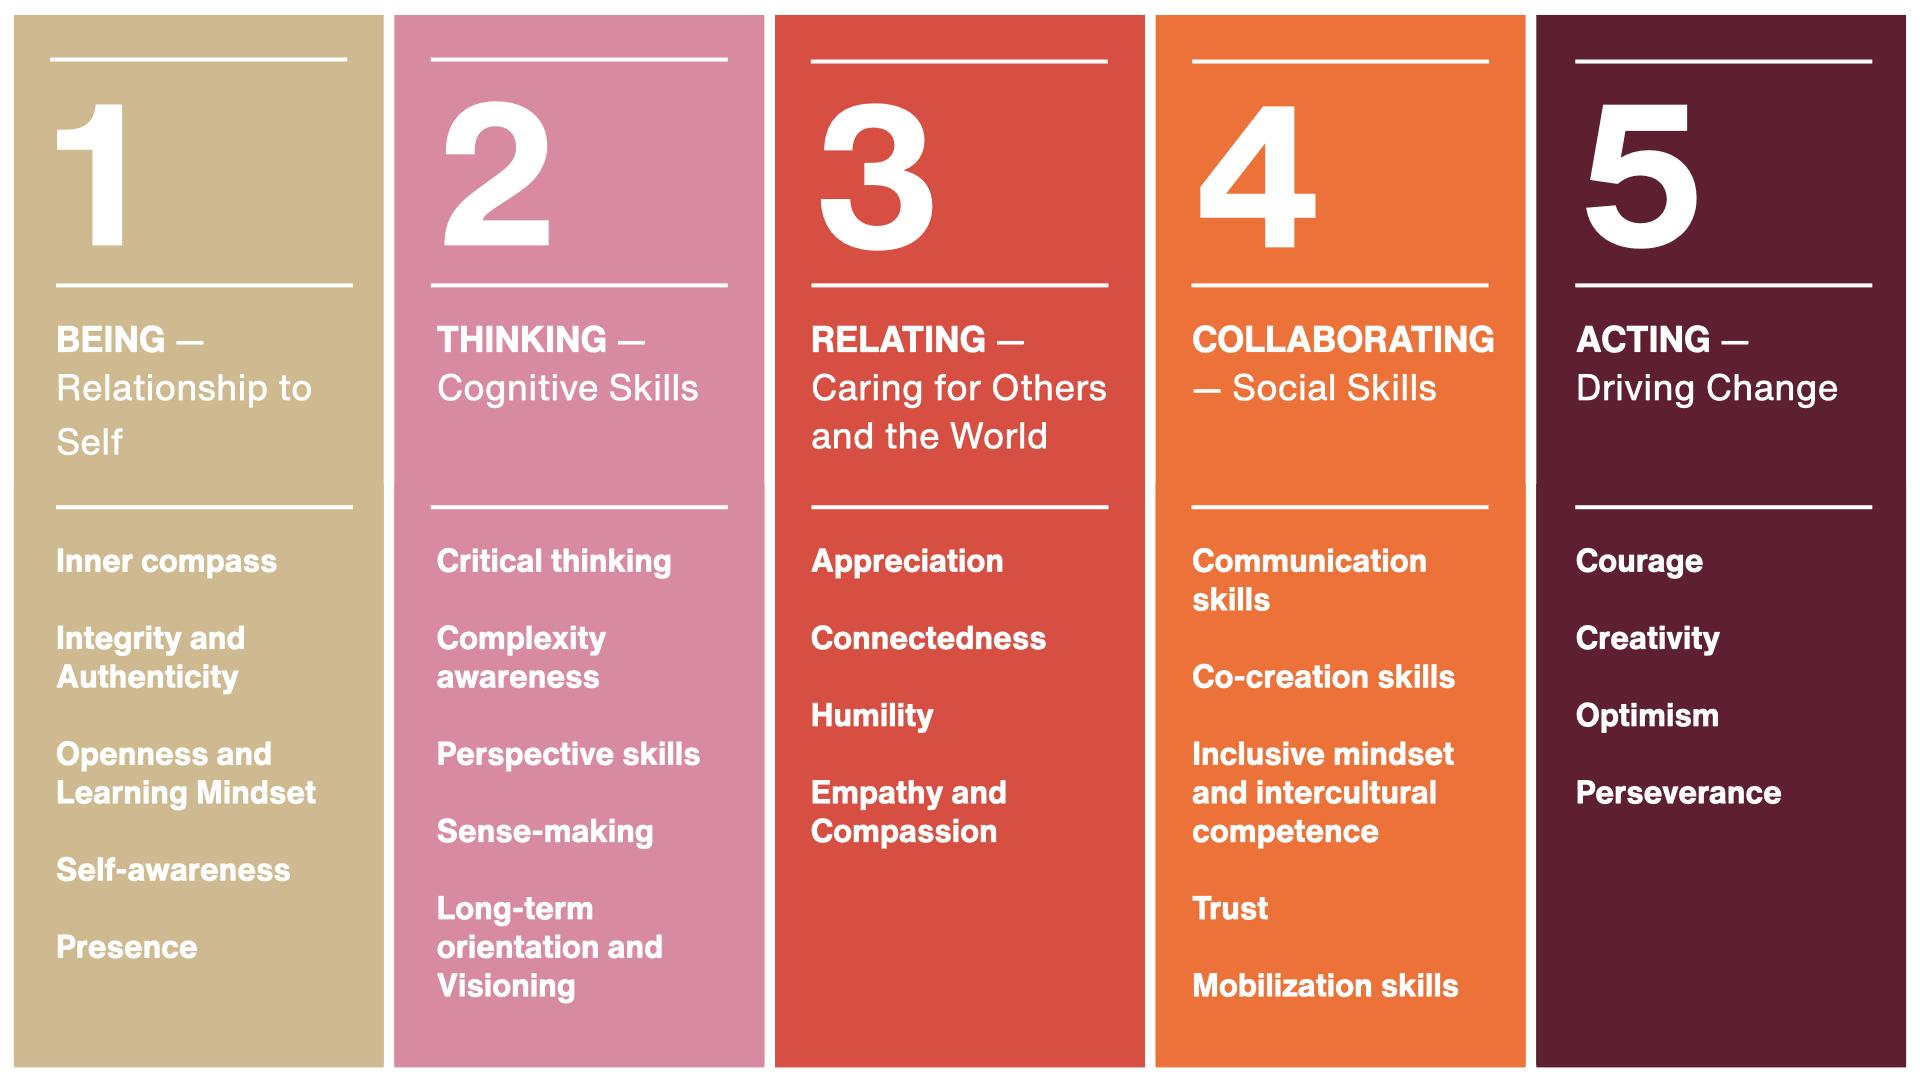 1
BEING —
Relationship to
Self
Inner compass
Integrity and
Authenticity
Openness and
Learning Mindset
Self-awareness
Presence
2
THINKING —
Cognitive Skills
Critical thinking
Complexity
awareness
Perspective skills
Sense-making
Long-term
orientation and
Visioning
3
RELATING —
Caring for Others
and the World
Appreciation
Connectedness
Humility
Empathy and
Compassion
4
COLLABORATING
— Social Skills
Communication
skills
Co-creation skills
Inclusive mindset
and intercultural
competence
Trust
Mobilization skills
5
ACTING —
Driving Change
Courage
Creativity
Optimism
Perseverance